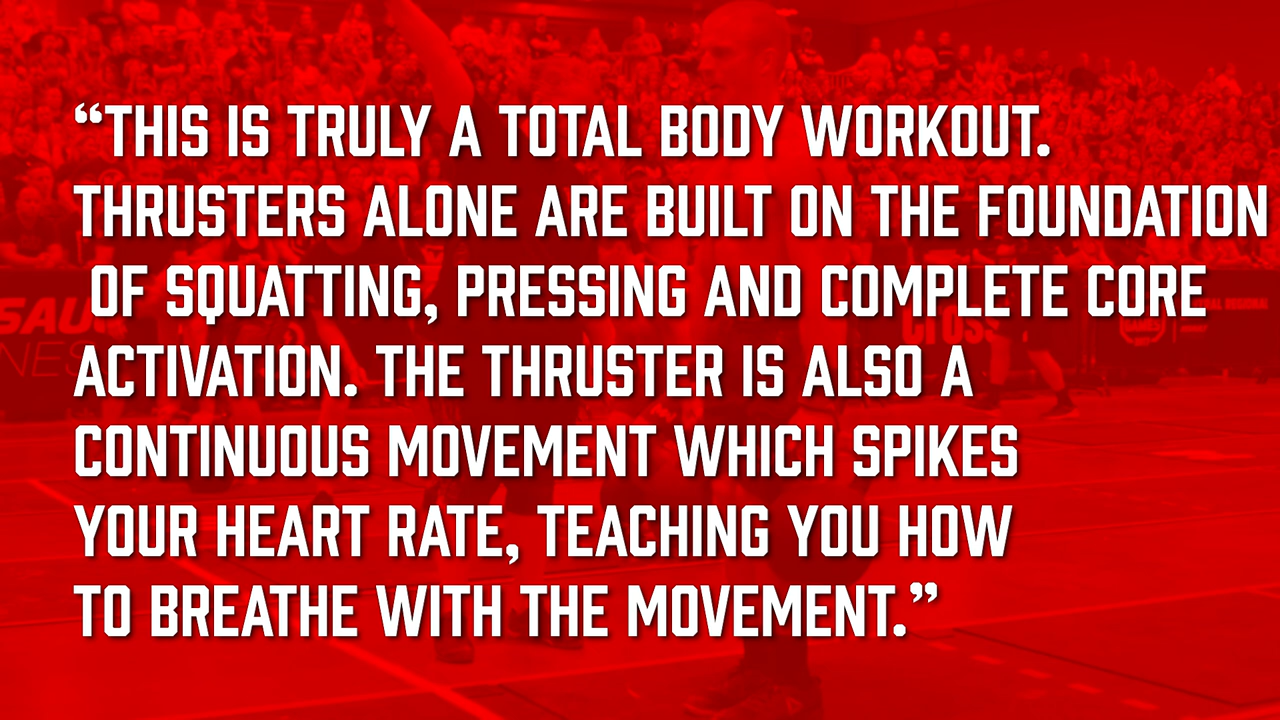 “THIS IS TRULY A TOTAL BODY WORKOUT.
THRUSTERS ALONE ARE BUILT ON THE FOUNDATION
OF SQUATTING, PRESSING AND COMPLETE CORE
ACTIVATION. THE THRUSTER IS ALSO A
CONTINUOUS MOVEMENT WHICH SPIKES
YOUR HEART RATE, TEACHING YOU HOW
TO BREATHE WITH THE MOVEMENT.”